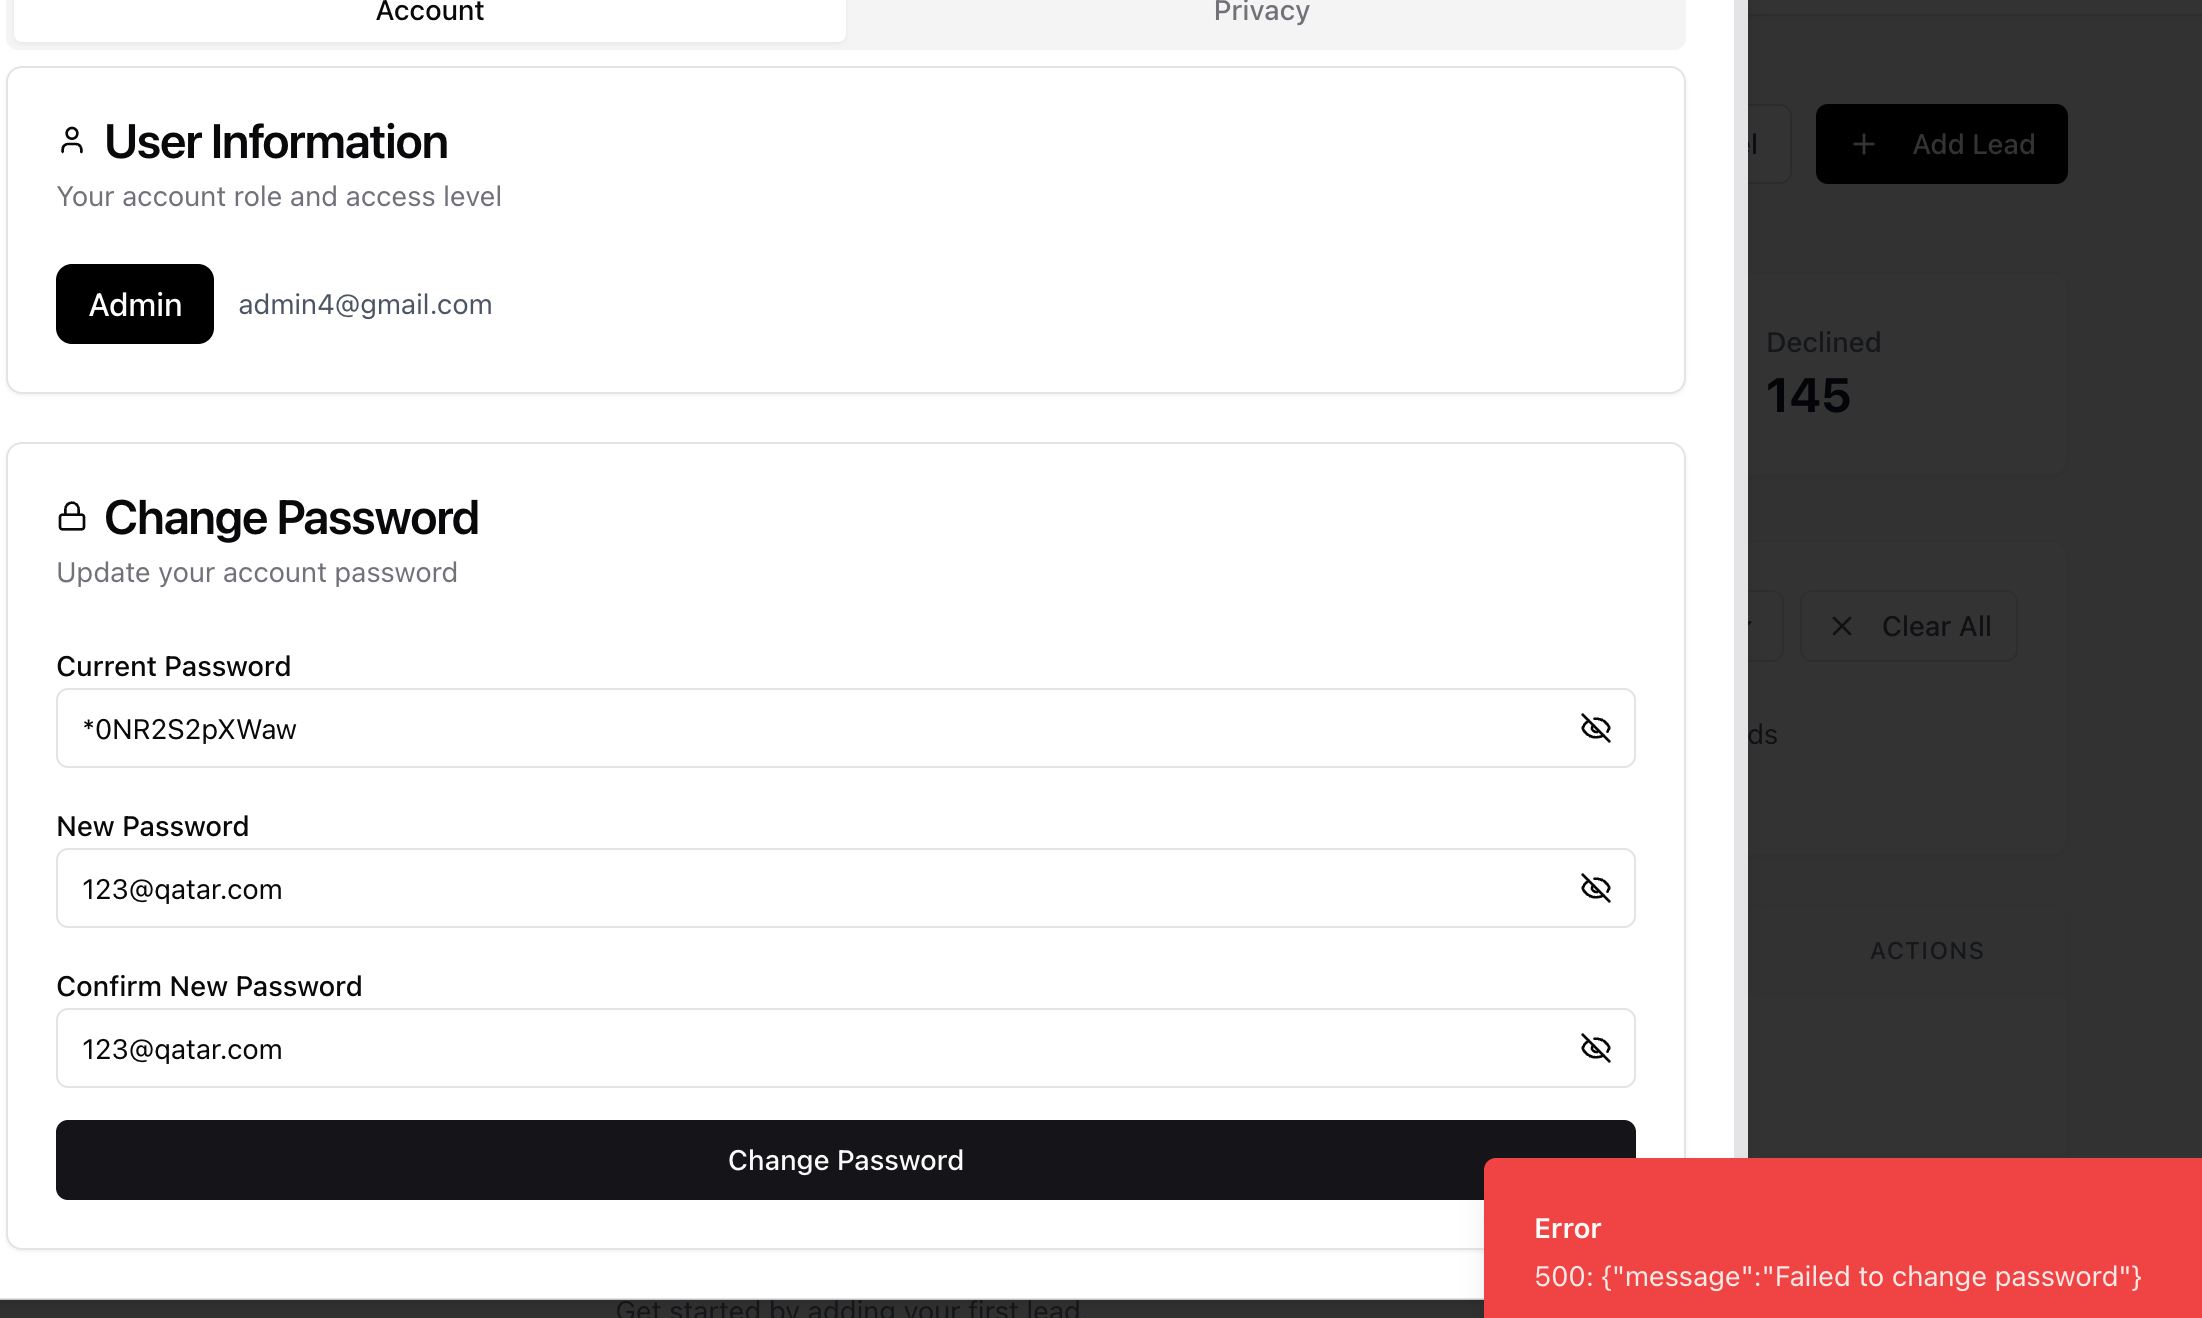 Account
Privacy
User Information
Your account role and access level
Admin
admin4@gmail.com
Change Password
Update your account password
Current Password
*0NR2S2pXWaw
New Password
123@qatar.com
Confirm New Password
123@qatar.com
Change Password
Add Lead
Declined
145
Clear All
ds
ACTIONS
Error
500: {"message":"Failed to change password"}
Get started by adding your first lead